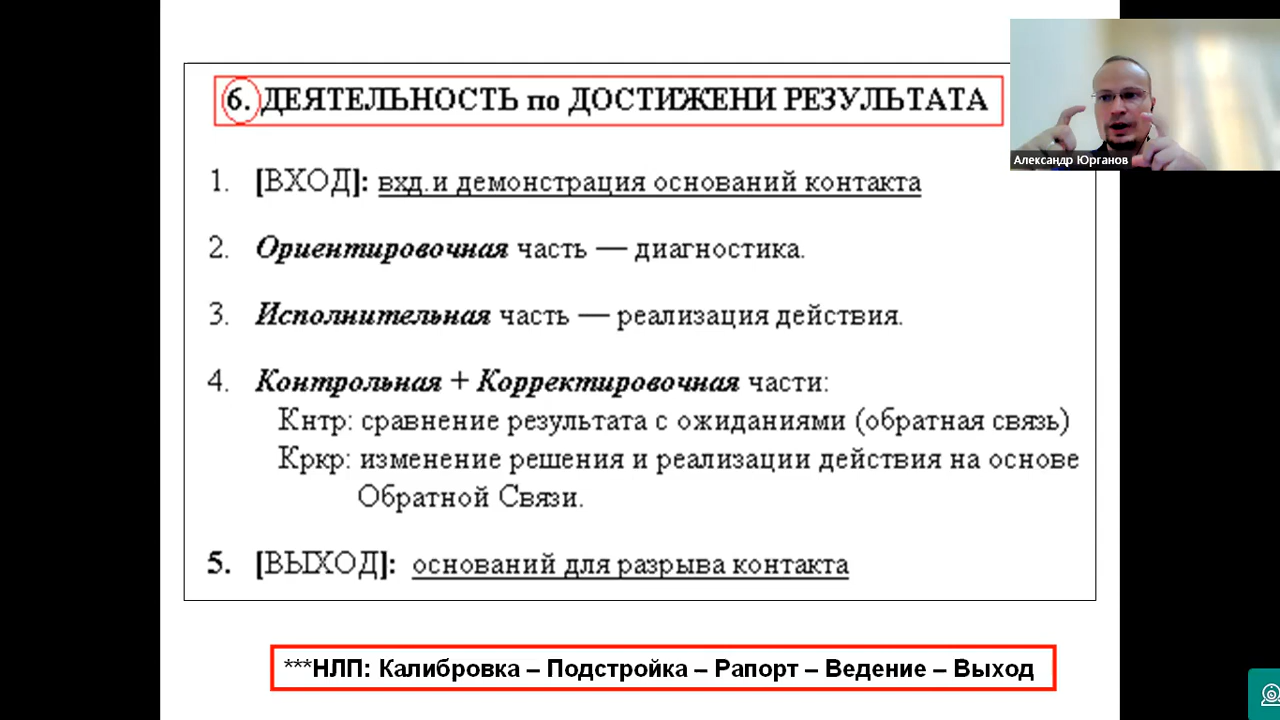 6. ДЕЯТЕЛЬНОСТЬ по ДОСТИЖЕНИ РЕЗУЛЬТАТА
Александр Юрганов
1. [ВХОД]: вхд.и демонстрация оснований контакта
2. Ориентировочная часть — диагностика.
3. Исполнительная часть — реализация действия.
4. Контрольная + Корректировочная части:
Кнтр: сравнение результата с ожиданиями (обратная связь)
Кркр: изменение решения и реализации действия на основе
Обратной Связи.
5. [ВЫХОД]: оснований для разрыва контакта
***НЛП: Калибровка – Подстройка – Рапорт – Ведение – Выход